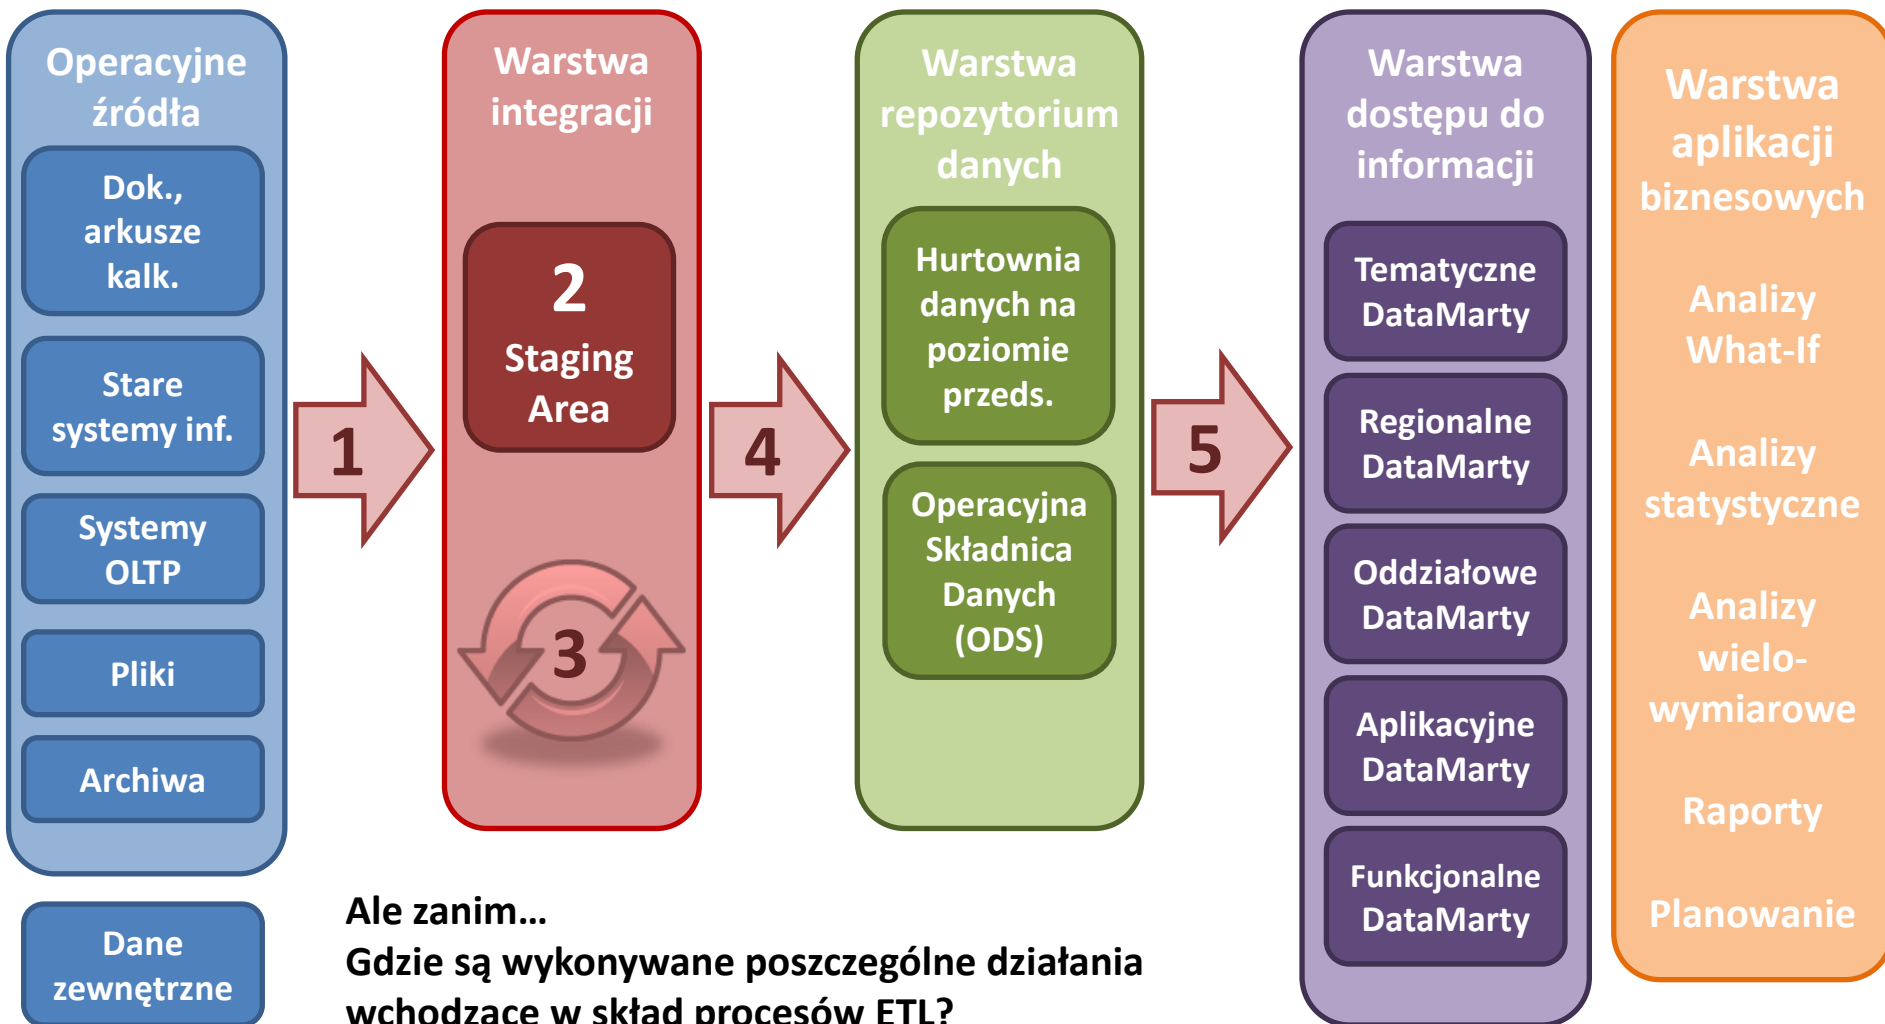 Operacyjne
źródła
Dok.,
arkusze
kalk.
Stare
systemy inf.
Systemy
OLTP
Pliki
Archiwa
Dane
zewnętrzne
1
Warstwa
integracji
2
Staging
Area
3
4
Warstwa
repozytorium
danych
Hurtownia
danych na
poziomie
przeds.
Operacyjna
Składnica
Danych
(ODS)
5
Warstwa
dostępu do
informacji
Tematyczne
DataMarty
Regionalne
DataMarty
Oddziałowe
DataMarty
Aplikacyjne
DataMarty
Funkcjonalne
DataMarty
Warstwa
aplikacji
biznesowych
Analizy
What-If
Analizy
statystyczne
Analizy
wielo-
wymiarowe
Raporty
Planowanie
Ale zanim...
Gdzie są wykonywane poszczególne działania
wchodzące w skład procesów ETL?